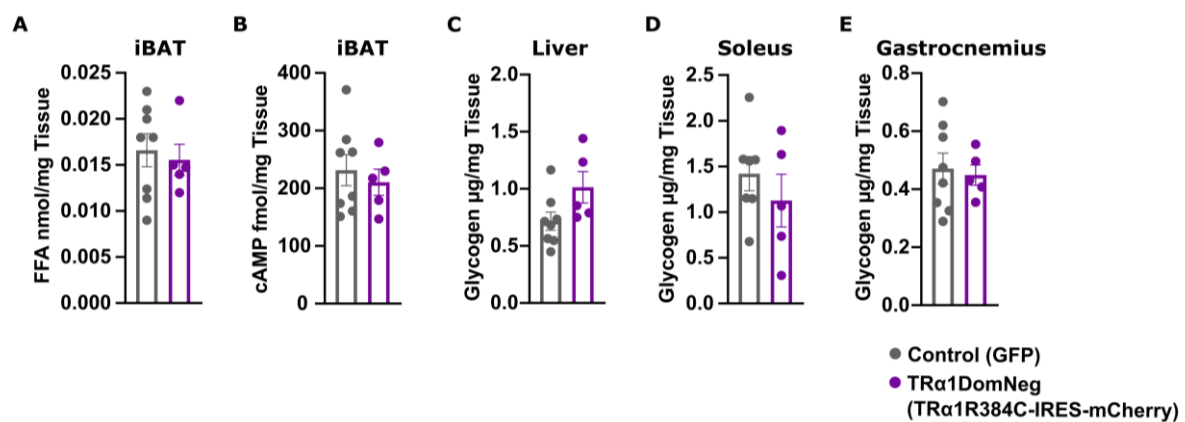 A
iBAT
FFA nmol/mg Tissue
0.025
0.020
0.015
0.010
0.005
0.000
B
iBAT
cAMP fmol/mg Tissue
400
300
200
100
0
C
Liver
Glycogen µg/mg Tissue
2.0
1.5
1.0
0.5
0.0
D
Soleus
Glycogen µg/mg Tissue
2.5
2.0
1.5
1.0
0.5
0.0
E
Gastrocnemius
Glycogen µg/mg Tissue
0.8
0.6
0.4
0.2
0.0
Control (GFP)
TRα1DomNeg
(TRα1R384C-IRES-mCherry)